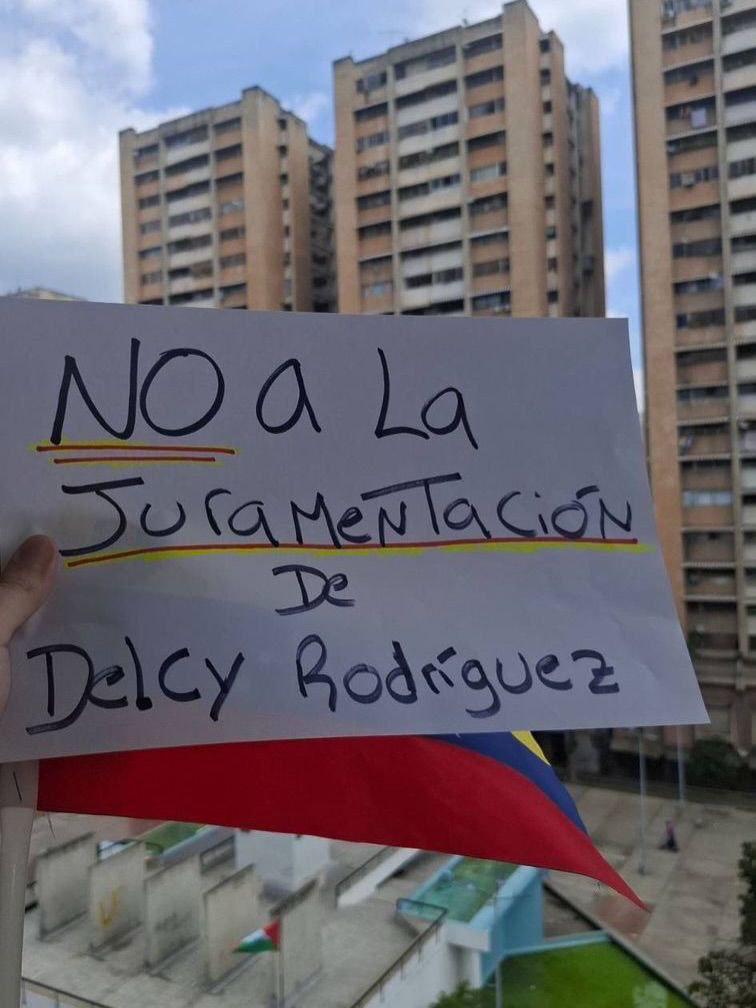 NO a La
JuraMeNTación
De
Delcy Rodríguez